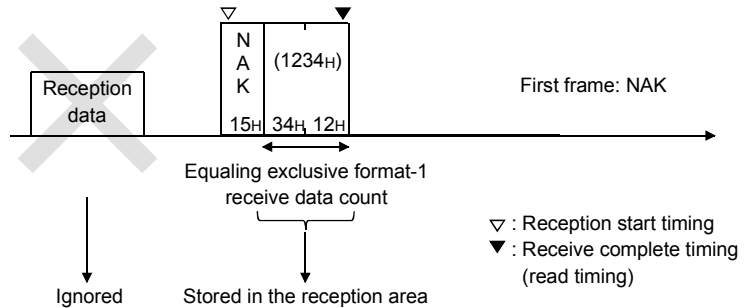 N
A
K
(1234H)
Reception
data
First frame: NAK
15H 34H 12H
Equaling exclusive format-1
receive data count
▽ : Reception start timing
▼ : Receive complete timing
(read timing)
Ignored
Stored in the reception area